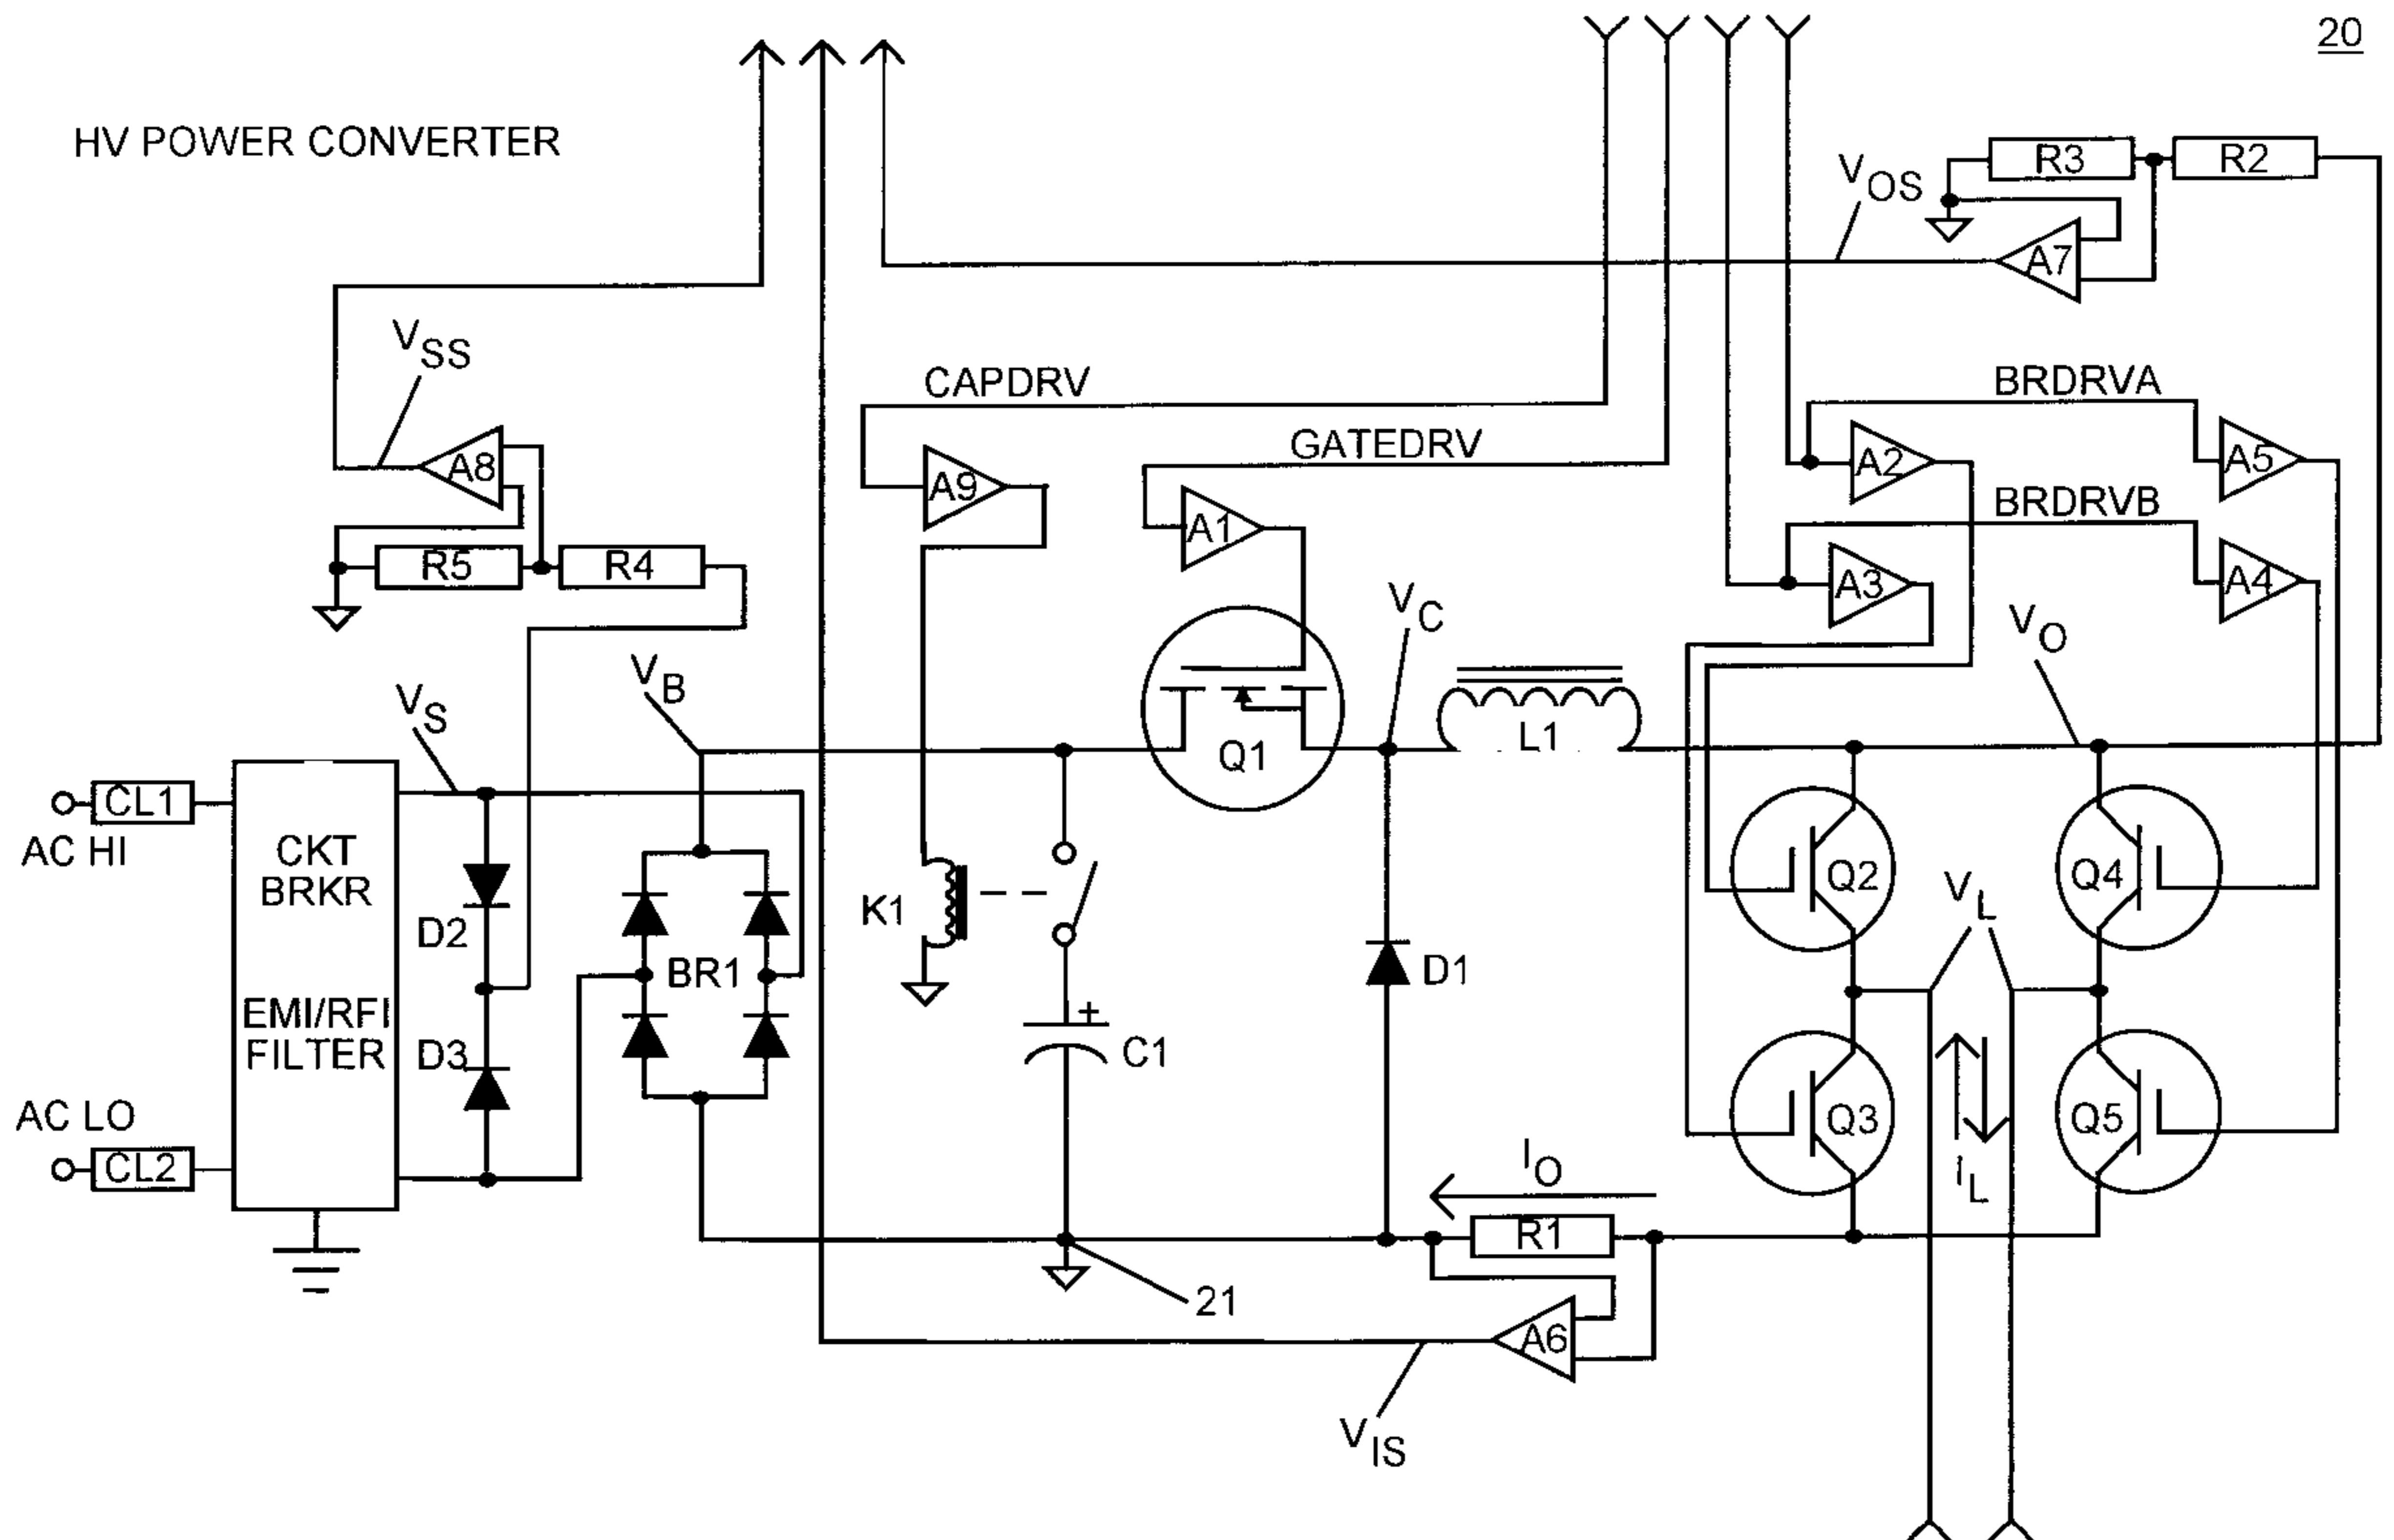 20
HV POWER CONVERTER
R3
R2
VOS
A7
VSS
CAPDRV
BRDRVA
GATEDRV
A8
A9
A2
A5
A1
BRDRVB
R5
R4
A3
A4
VC
VO
VB
VS
L1
Q1
CL1
AC HI
CKT
BRKR
Q2
Q4
VL
K1
D2
BR1
D1
EMI/RFI
FILTER
D3
+
C1
AC LO
Q3
Q5
CL2
IO
IL
R1
21
A6
VIS